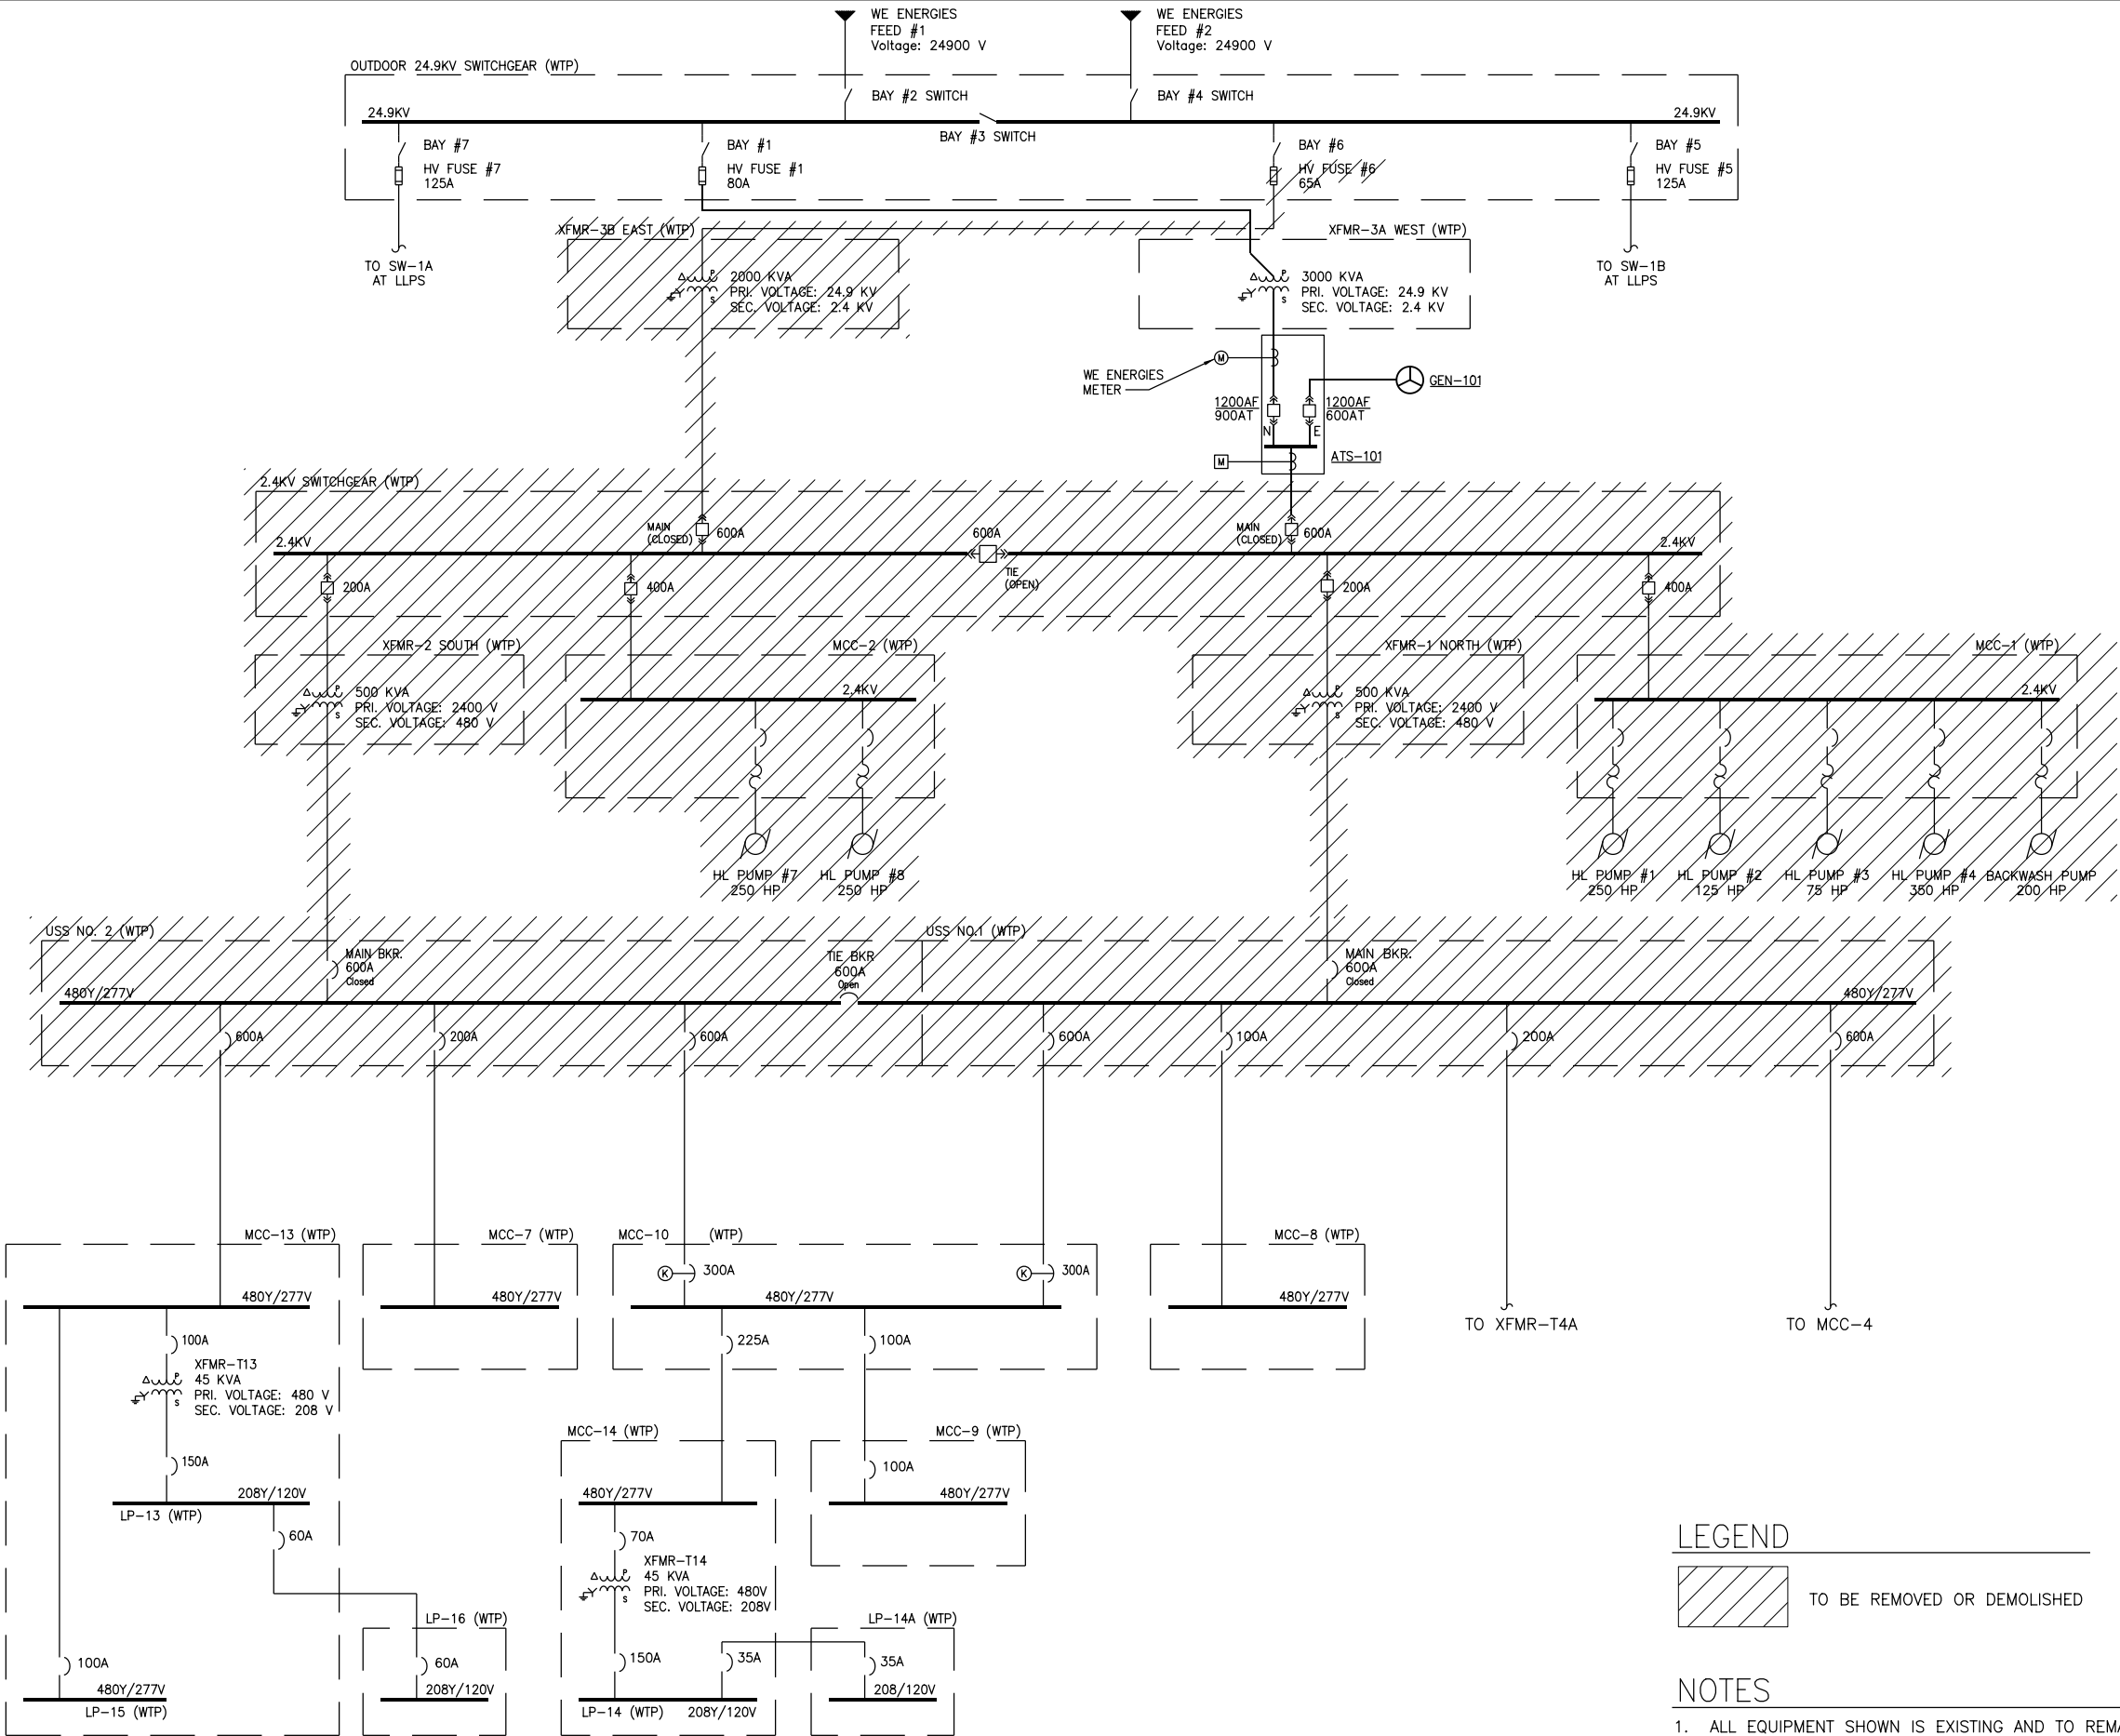 WE ENERGIES
FEED #1
Voltage: 24900 V
WE ENERGIES
FEED #2
Voltage: 24900 V
OUTDOOR 24.9KV SWITCHGEAR (WTP)
BAY #2 SWITCH
BAY #4 SWITCH
24.9KV
24.9KV
BAY #3 SWITCH
BAY #7
HV FUSE #7
125A
BAY #1
HV FUSE #1
80A
BAY #6
HV FUSE #6
65A
BAY #5
HV FUSE #5
125A
TO SW-1A
AT LLPS
XFMR-3B EAST (WTP)
P
S
2000 KVA
PRI. VOLTAGE: 24.9 KV
SEC. VOLTAGE: 2.4 KV
XFMR-3A WEST (WTP)
P
S
3000 KVA
PRI. VOLTAGE: 24.9 KV
SEC. VOLTAGE: 2.4 KV
TO SW-1B
AT LLPS
M
WE ENERGIES
METER
GEN-101
1200AF
900AT
1200AF
600AT
N
E
M
ATS-101
2.4KV SWITCHGEAR (WTP)
MAIN
(CLOSED)
600A
600A
MAIN
(CLOSED)
600A
2.4KV
2.4KV
TIE
(OPEN)
200A
400A
200A
400A
XFMR-2 SOUTH (WTP)
P
S
500 KVA
PRI. VOLTAGE: 2400 V
SEC. VOLTAGE: 480 V
MCC-2 (WTP)
2.4KV
XFMR-1 NORTH (WTP)
P
S
500 KVA
PRI. VOLTAGE: 2400 V
SEC. VOLTAGE: 480 V
MCC-1 (WTP)
2.4KV
HL PUMP #7
250 HP
HL PUMP #8
250 HP
HL PUMP #1
250 HP
HL PUMP #2
125 HP
HL PUMP #3
75 HP
HL PUMP #4
350 HP
BACKWASH PUMP
200 HP
USS NO. 2 (WTP)
USS NO.1 (WTP)
MAIN BKR.
600A
Closed
TIE BKR
600A
Open
MAIN BKR.
600A
Closed
480Y/277V
480Y/277V
600A
200A
600A
600A
100A
200A
600A
MCC-13 (WTP)
480Y/277V
MCC-7 (WTP)
480Y/277V
MCC-10 (WTP)
K
300A
K
300A
480Y/277V
MCC-8 (WTP)
480Y/277V
TO XFMR-T4A
TO MCC-4
100A
225A
100A
XFMR-T13
45 KVA
PRI. VOLTAGE: 480 V
SEC. VOLTAGE: 208 V
P
S
150A
208Y/120V
LP-13 (WTP)
60A
MCC-14 (WTP)
480Y/277V
MCC-9 (WTP)
100A
480Y/277V
70A
XFMR-T14
45 KVA
PRI. VOLTAGE: 480V
SEC. VOLTAGE: 208V
P
S
LP-16 (WTP)
LP-14A (WTP)
100A
60A
150A
35A
35A
480Y/277V
208Y/120V
208/120V
LP-15 (WTP)
LP-14 (WTP)
208Y/120V
LEGEND
TO BE REMOVED OR DEMOLISHED
NOTES
1. ALL EQUIPMENT SHOWN IS EXISTING AND TO